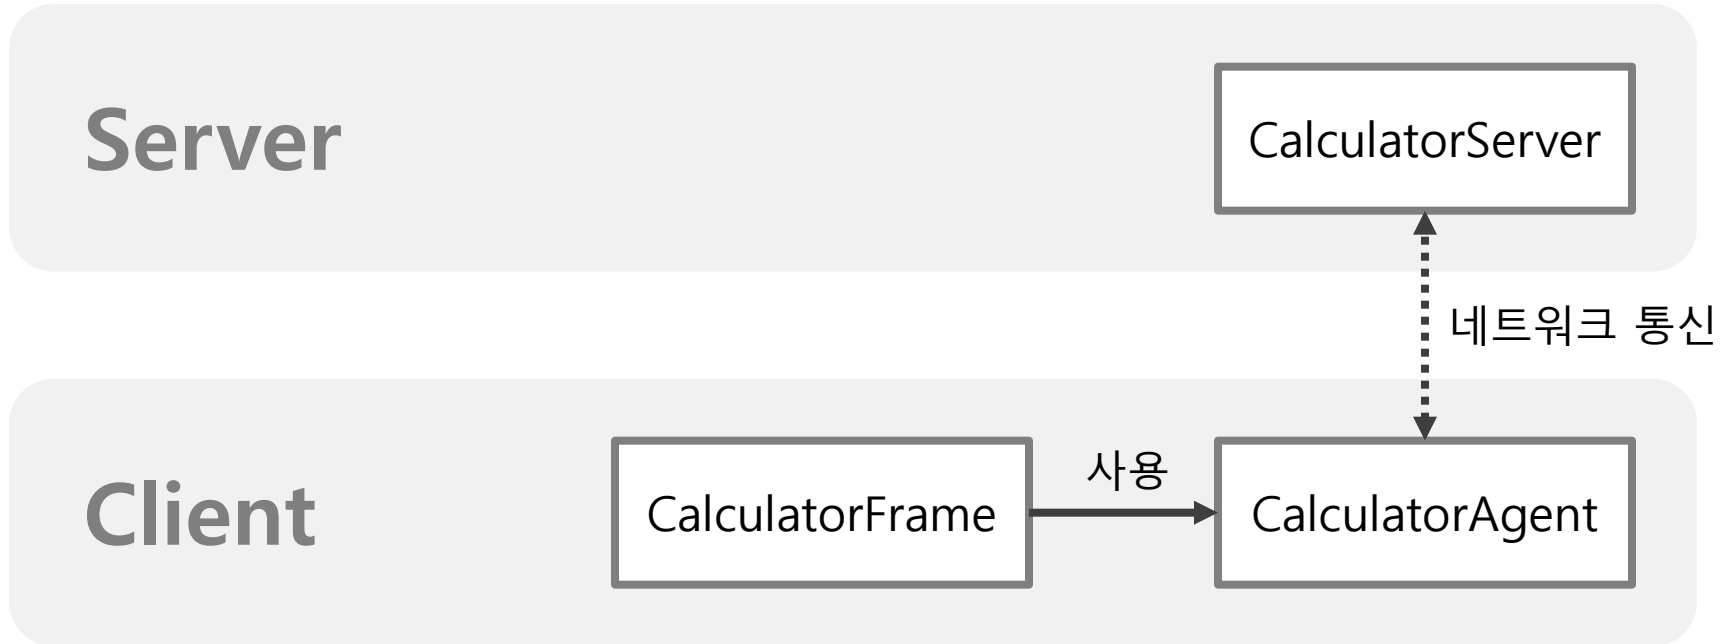 Server
CalculatorServer
네트워크 통신
Client
CalculatorFrame
사용
CalculatorAgent